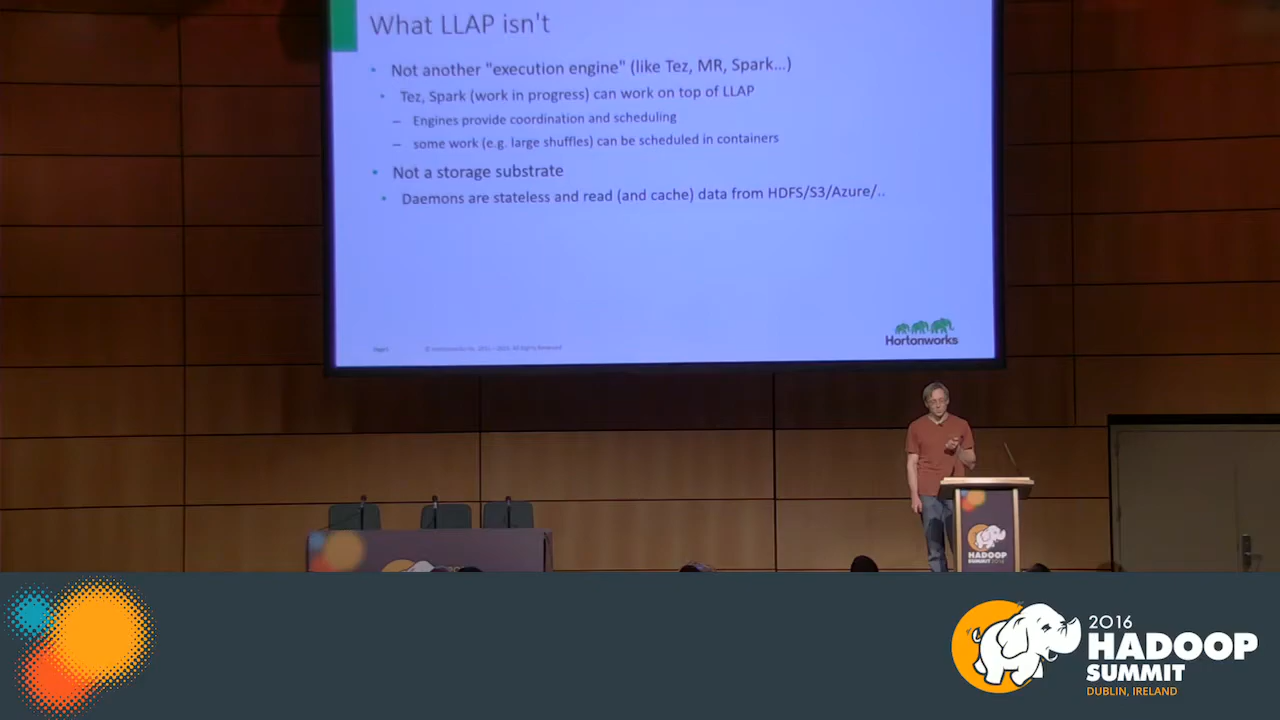 What LLAP isn't
• Not another "execution engine" (like Tez, MR, Spark...)
• Tez, Spark (work in progress) can work on top of LLAP
– Engines provide coordination and scheduling
– some work (e.g. large shuffles) can be scheduled in containers
• Not a storage substrate
• Daemons are stateless and read (and cache) data from HDFS/S3/Azure/..
Hortonworks
HADOOP
SUMMIT
2016
HADOOP
SUMMIT
DUBLIN, IRELAND